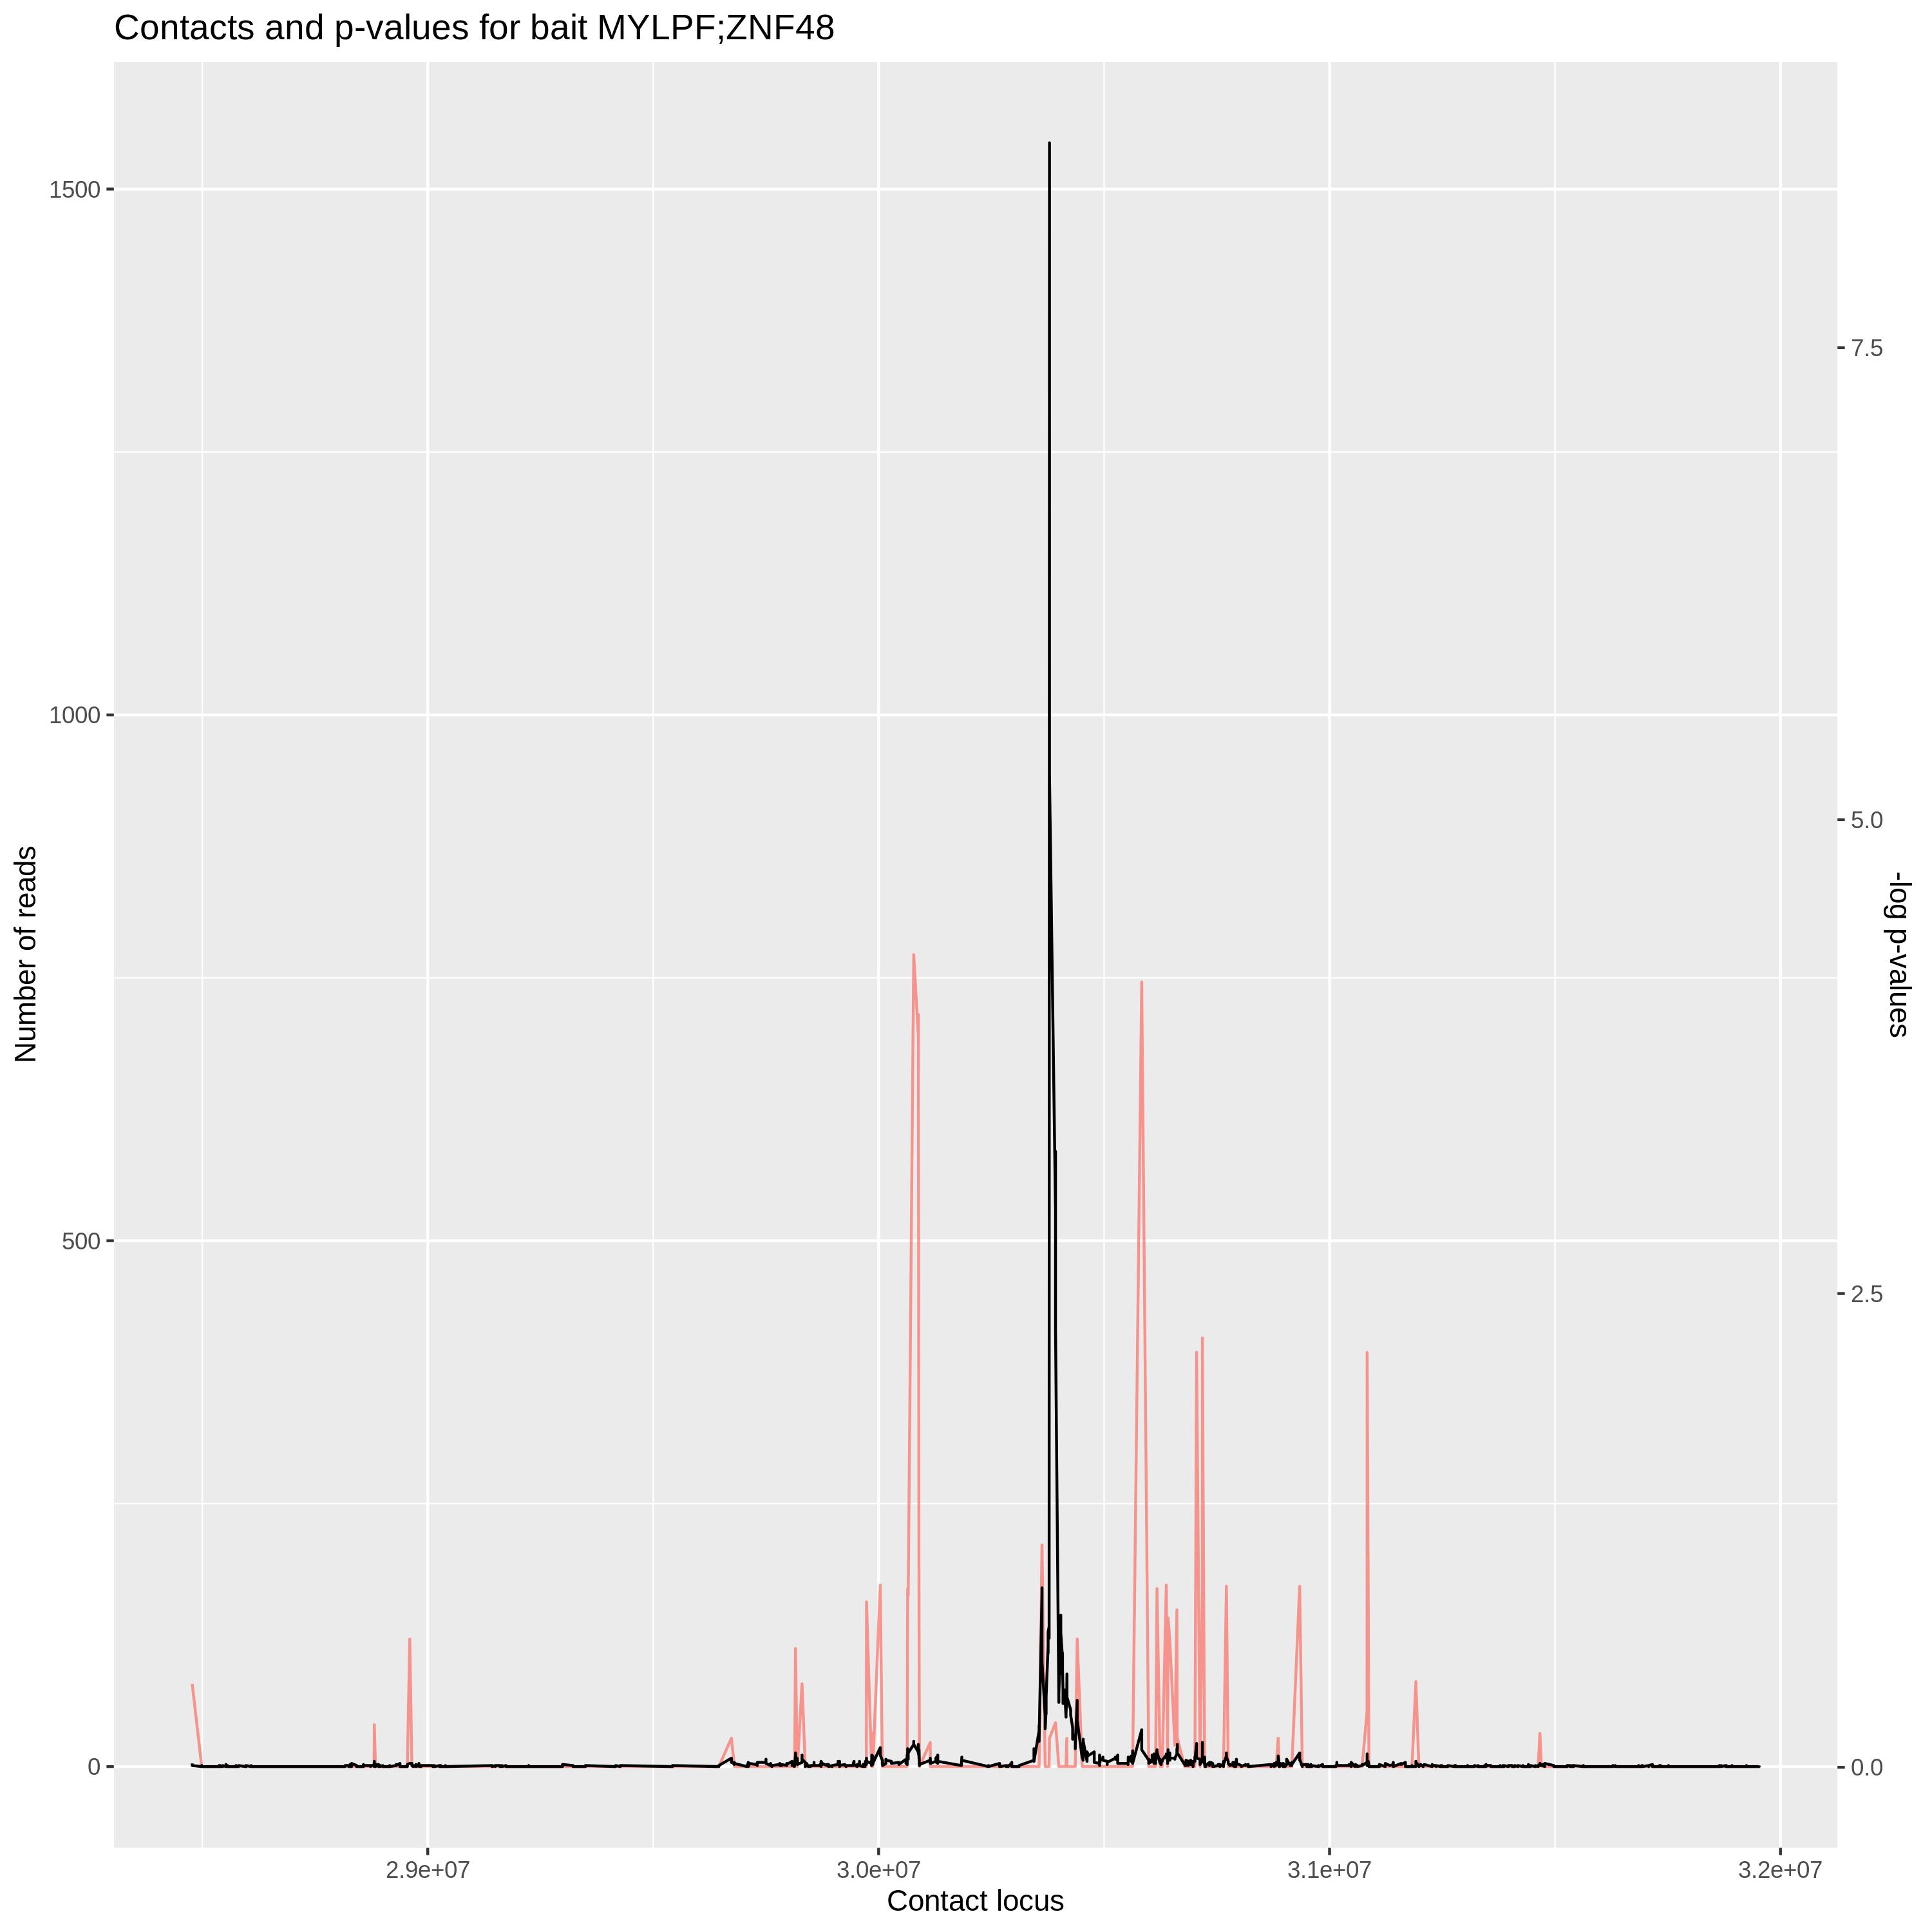 Contacts and p-values for bait MYLPF;ZNF48
1500
1000
500
0
Number of reads
7.5
5.0
2.5
0.0
-log p-values
2.9e+07
3.0e+07
3.1e+07
3.2e+07
Contact locus